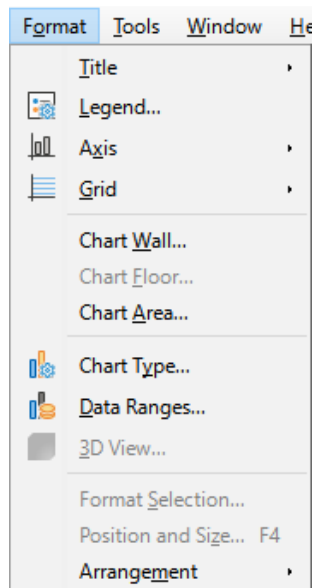 Format Tools Window He
Title
Legend...
Axis
Grid
Chart Wall...
Chart Floor...
Chart Area...
Chart Type...
Data Ranges...
3D View...
Format Selection...
Position and Size... F4
Arrangement